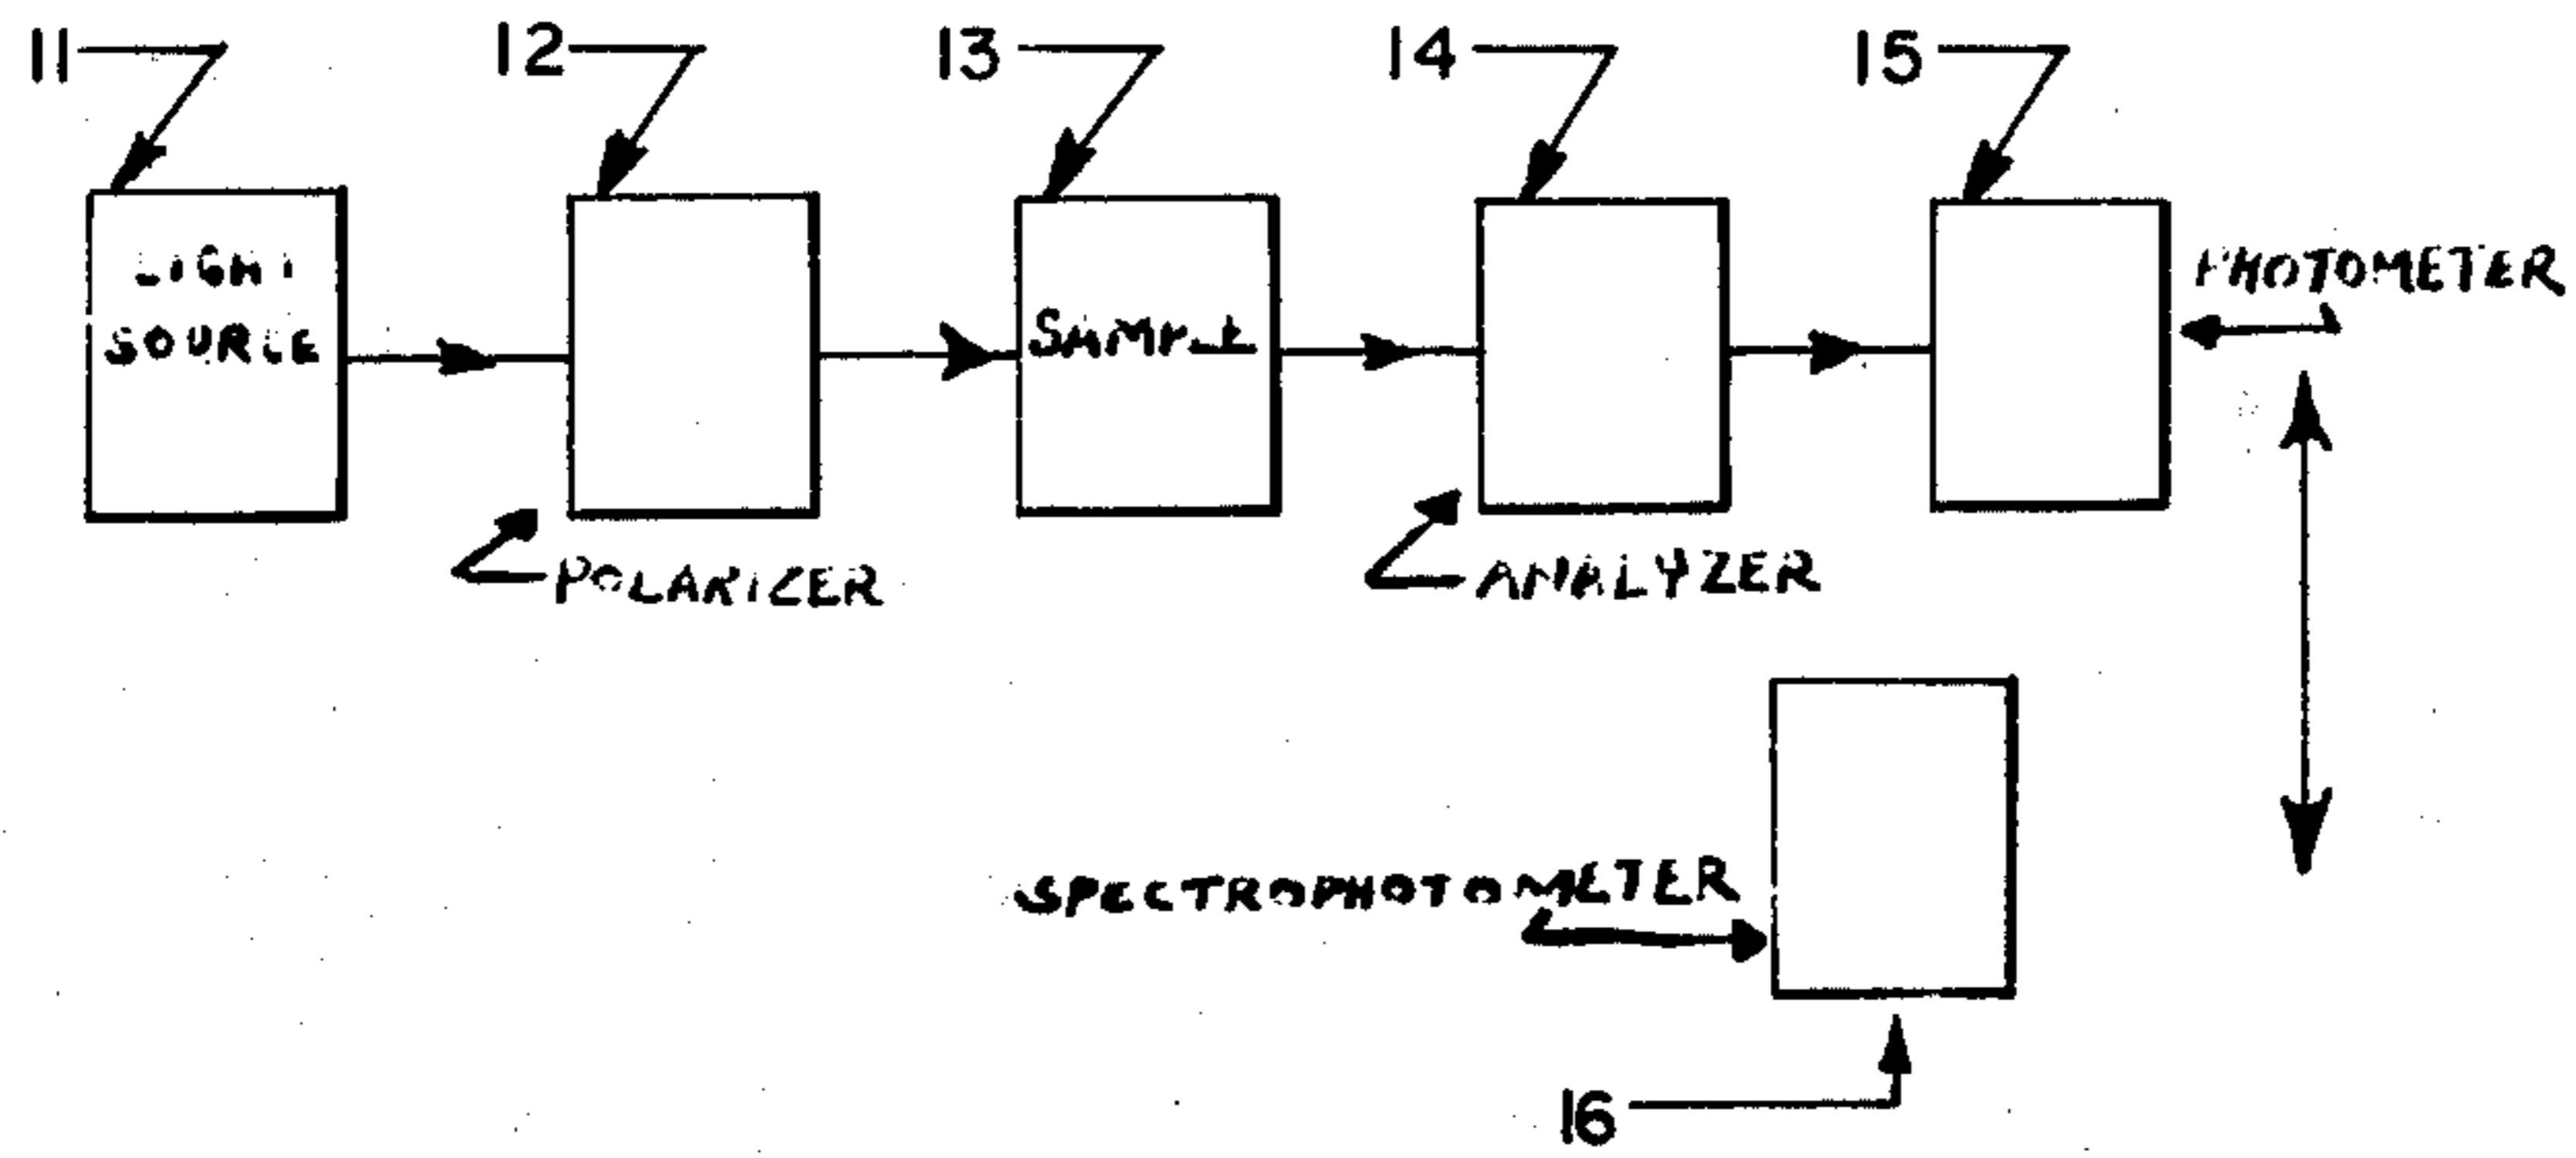 11
12
13
14
15
LIGHT
SOURCE
SAMPLE
PHOTOMETER
POLARIZER
ANALYZER
SPECTROPHOTOMETER
16